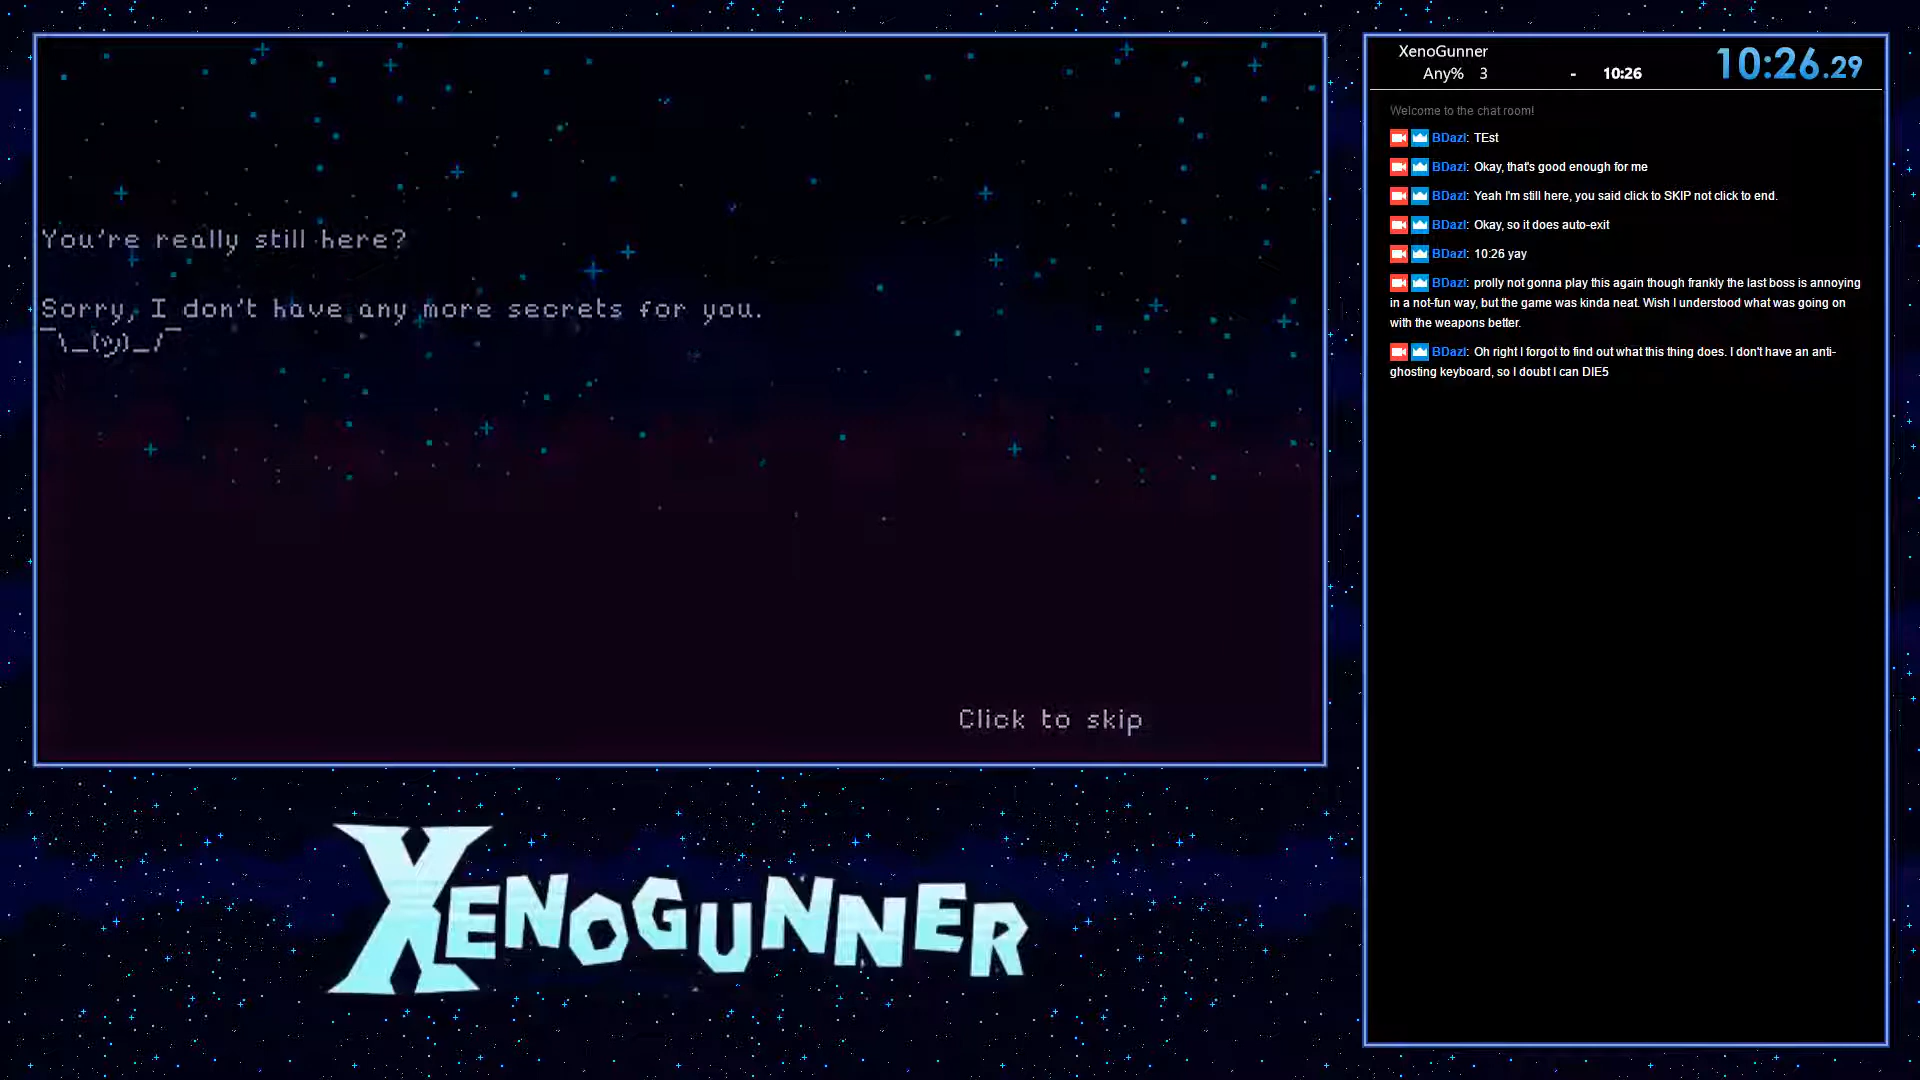 You're really still here?
Sorry, I don't have any more secrets for you.
¯\_(ツ)_/¯
Click to skip
XENOGUNNER
XenoGunner
Any% 3 - 10:26
10:26.29
Welcome to the chat room!
BDazl: TEst
BDazl: Okay, that's good enough for me
BDazl: Yeah I'm still here, you said click to SKIP not click to end.
BDazl: Okay, so it does auto-exit
BDazl: 10:26 yay
BDazl: prolly not gonna play this again though frankly the last boss is annoying
in a not-fun way, but the game was kinda neat. Wish I understood what was going on
with the weapons better.
BDazl: Oh right I forgot to find out what this thing does. I don't have an anti-
ghosting keyboard, so I doubt I can DIE5